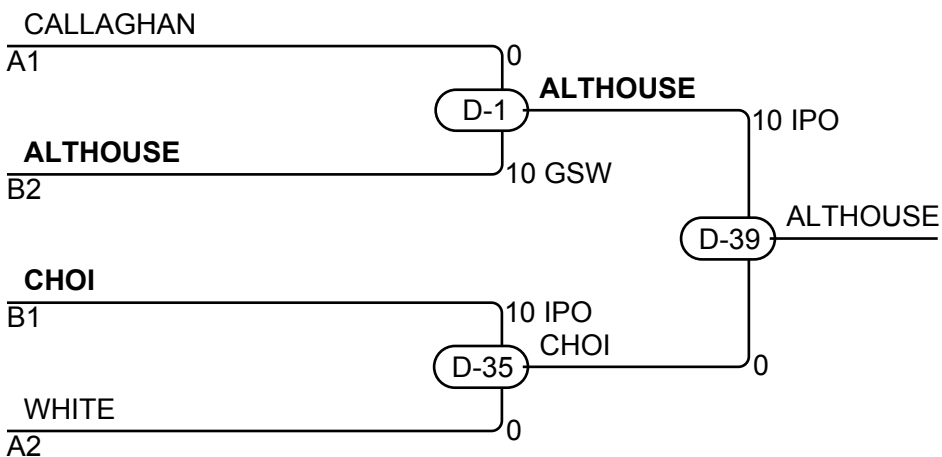 CALLAGHAN
A1
0
D-1
ALTHOUSE
10 IPO
ALTHOUSE
B2
10 GSW
D-39
ALTHOUSE
CHOI
B1
10 IPO
D-35
CHOI
0
WHITE
A2
0